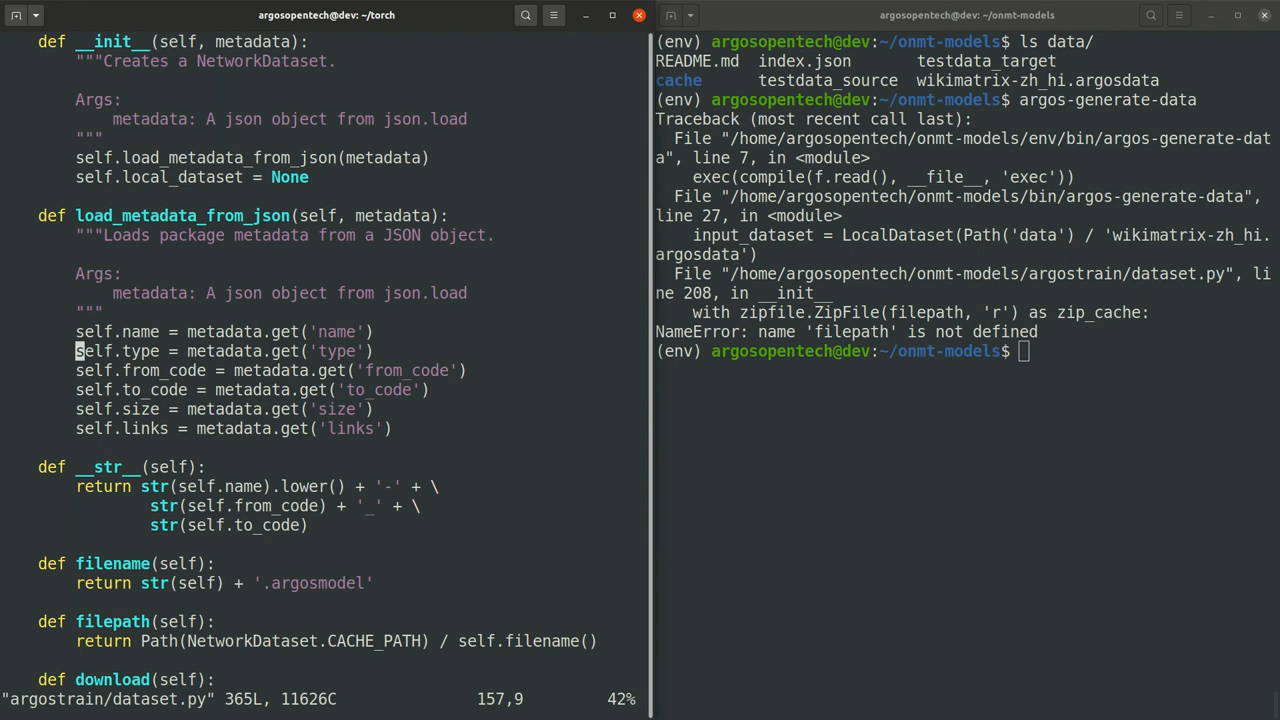 argosopentech@dev: ~/torch
def __init__(self, metadata):
"""Creates a NetworkDataset.
Args:
metadata: A json object from json.load
"""
self.load_metadata_from_json(metadata)
self.local_dataset = None
def load_metadata_from_json(self, metadata):
"""Loads package metadata from a JSON object.
Args:
metadata: A json object from json.load
"""
self.name = metadata.get('name')
self.type = metadata.get('type')
self.from_code = metadata.get('from_code')
self.to_code = metadata.get('to_code')
self.size = metadata.get('size')
self.links = metadata.get('links')
def __str__(self):
return str(self.name).lower() + '-' + \
str(self.from_code) + '_' + \
str(self.to_code)
def filename(self):
return str(self) + '.argosmodel'
def filepath(self):
return Path(NetworkDataset.CACHE_PATH) / self.filename()
def download(self):
"argostrain/dataset.py" 365L, 11626C 157,9 42%
argosopentech@dev: ~/onmt-models
(env) argosopentech@dev:~/onmt-models$ ls data/
README.md index.json testdata_target
cache testdata_source wikimatrix-zh_hi.argosdata
(env) argosopentech@dev:~/onmt-models$ argos-generate-data
Traceback (most recent call last):
File "/home/argosopentech/onmt-models/env/bin/argos-generate-dat
a", line 7, in <module>
exec(compile(f.read(), __file__, 'exec'))
File "/home/argosopentech/onmt-models/bin/argos-generate-data",
line 27, in <module>
input_dataset = LocalDataset(Path('data') / 'wikimatrix-zh_hi.
argosdata')
File "/home/argosopentech/onmt-models/argostrain/dataset.py", li
ne 208, in __init__
with zipfile.ZipFile(filepath, 'r') as zip_cache:
NameError: name 'filepath' is not defined
(env) argosopentech@dev:~/onmt-models$